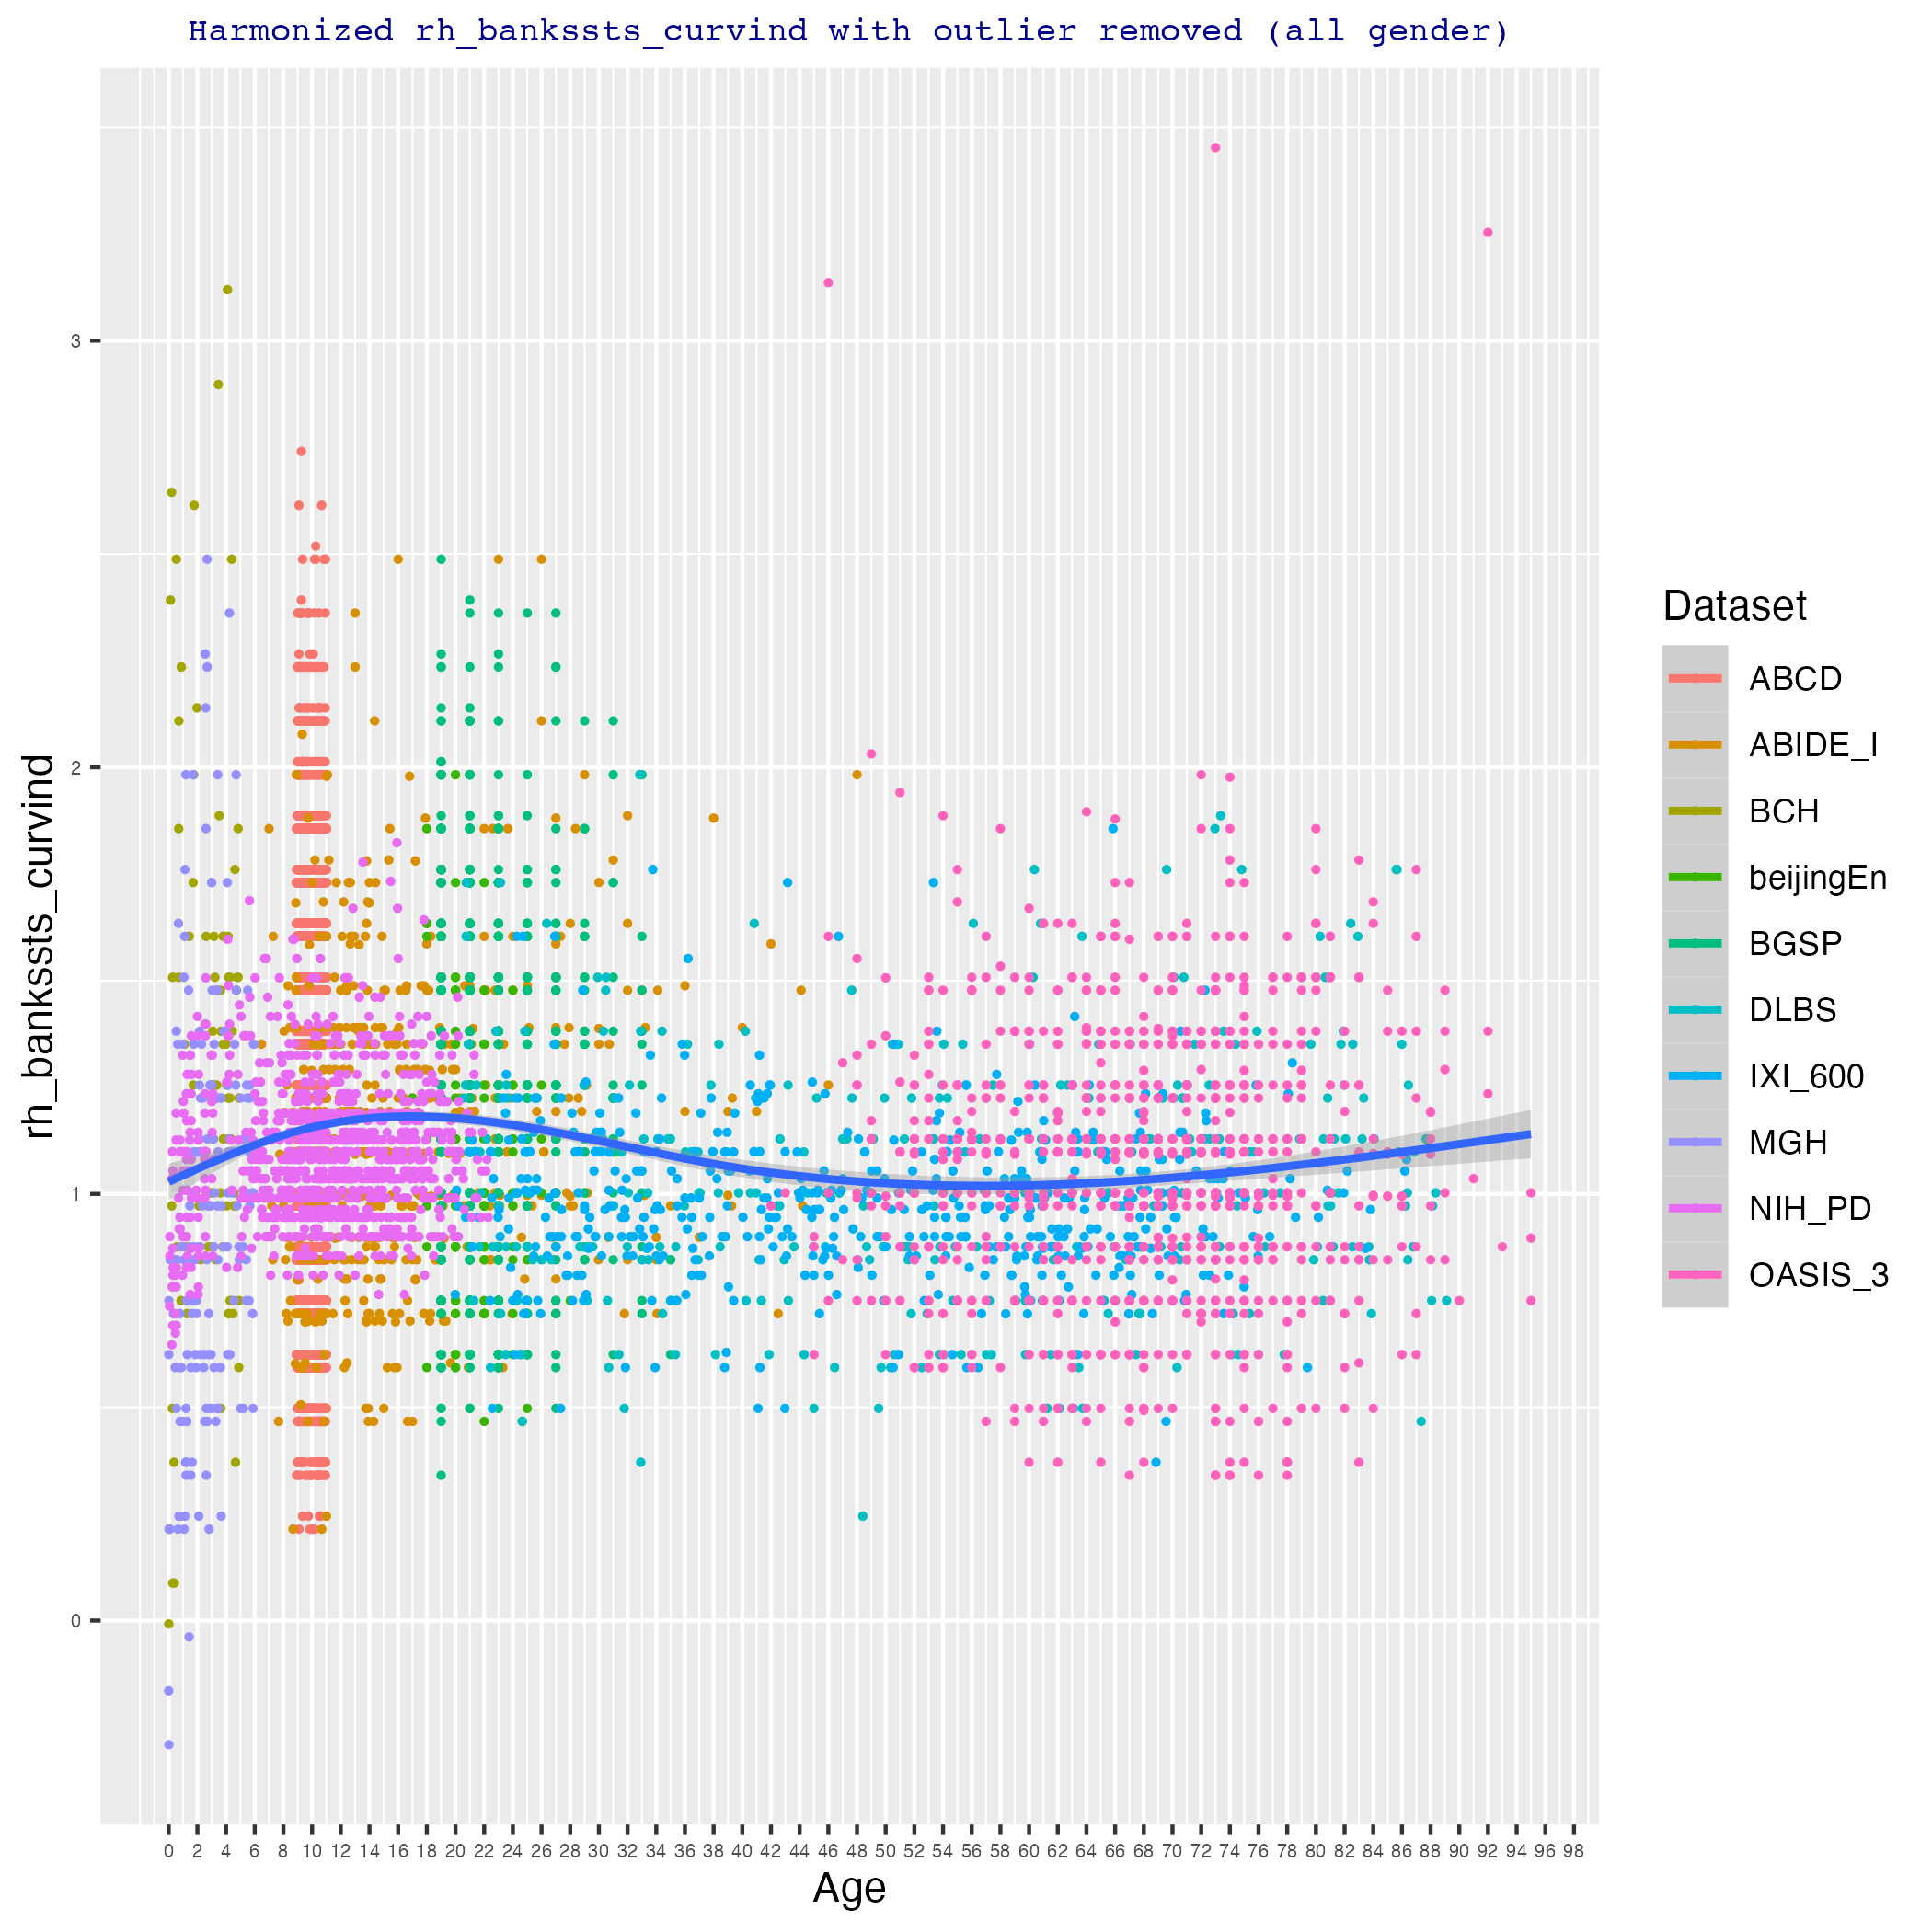 Harmonized rh_bankssts_curvind with outlier removed (all gender)
rh_bankssts_curvind
3
2
1
0
0 2 4 6 8 10 12 14 16 18 20 22 24 26 28 30 32 34 36 38 40 42 44 46 48 50 52 54 56 58 60 62 64 66 68 70 72 74 76 78 80 82 84 86 88 90 92 94 96 98
Age
Dataset
ABCD
ABIDE_I
BCH
beijingEn
BGSP
DLBS
IXI_600
MGH
NIH_PD
OASIS_3